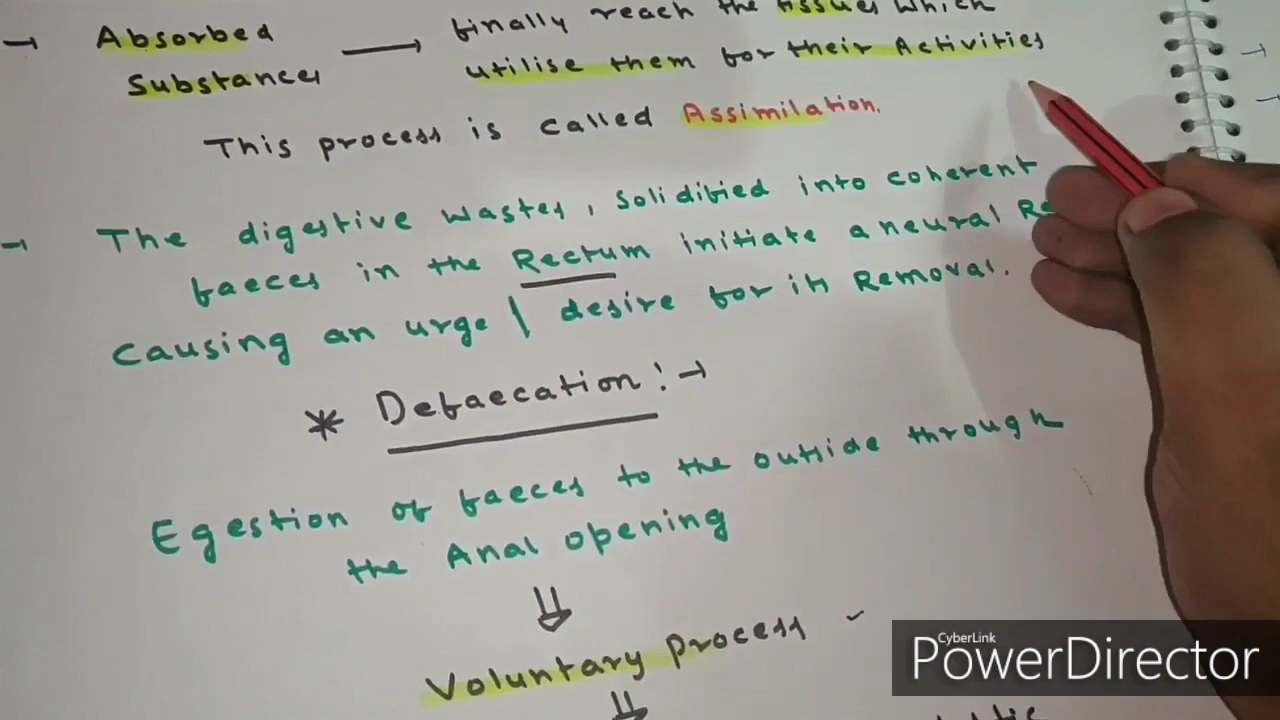 → Absorbed → finally reach the tissues which
Substances utilise them for their Activities
This process is called Assimilation.
→ The digestive wastes, solidified into coherent
faeces in the Rectum initiate a neural Re
causing an urge / desire for its Removal.
* Defaecation :→
Egestion of faeces to the outside through
the Anal opening
⇓
Voluntary process
⇓
CyberLink
PowerDirector